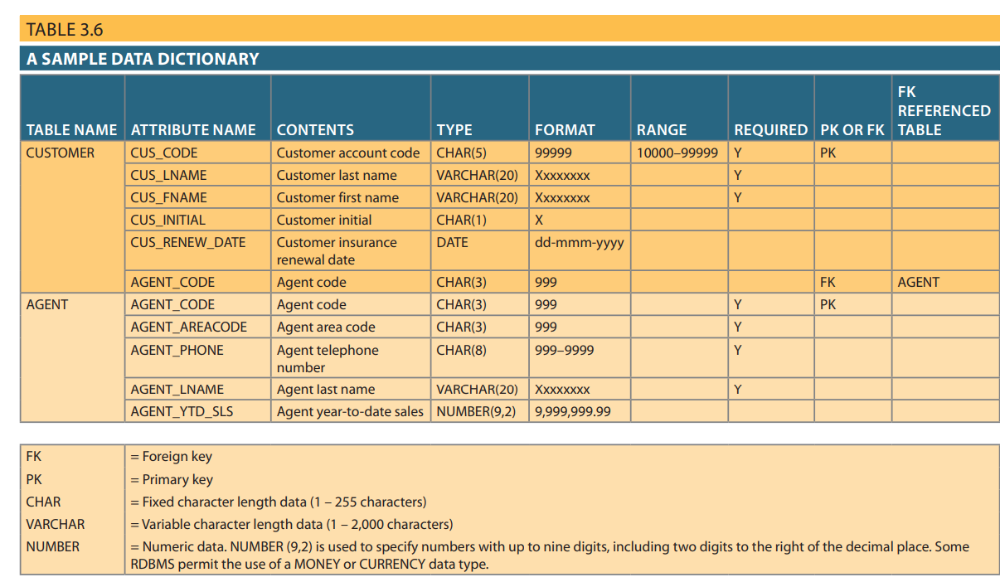 TABLE 3.6
A SAMPLE DATA DICTIONARY
TABLE NAME ATTRIBUTE NAME CONTENTS TYPE FORMAT RANGE REQUIRED PK OR FK FK REFERENCED TABLE
CUSTOMER CUS_CODE Customer account code CHAR(5) 99999 10000–99999 Y PK
CUS_LNAME Customer last name VARCHAR(20) Xxxxxxxx Y
CUS_FNAME Customer first name VARCHAR(20) Xxxxxxxx Y
CUS_INITIAL Customer initial CHAR(1) X
CUS_RENEW_DATE Customer insurance renewal date DATE dd-mmm-yyyy
AGENT_CODE Agent code CHAR(3) 999 FK AGENT
AGENT AGENT_CODE Agent code CHAR(3) 999 Y PK
AGENT_AREACODE Agent area code CHAR(3) 999 Y
AGENT_PHONE Agent telephone number CHAR(8) 999–9999 Y
AGENT_LNAME Agent last name VARCHAR(20) Xxxxxxxx Y
AGENT_YTD_SLS Agent year-to-date sales NUMBER(9,2) 9,999,999.99
FK = Foreign key
PK = Primary key
CHAR = Fixed character length data (1 – 255 characters)
VARCHAR = Variable character length data (1 – 2,000 characters)
NUMBER = Numeric data. NUMBER (9,2) is used to specify numbers with up to nine digits, including two digits to the right of the decimal place. Some
RDBMS permit the use of a MONEY or CURRENCY data type.